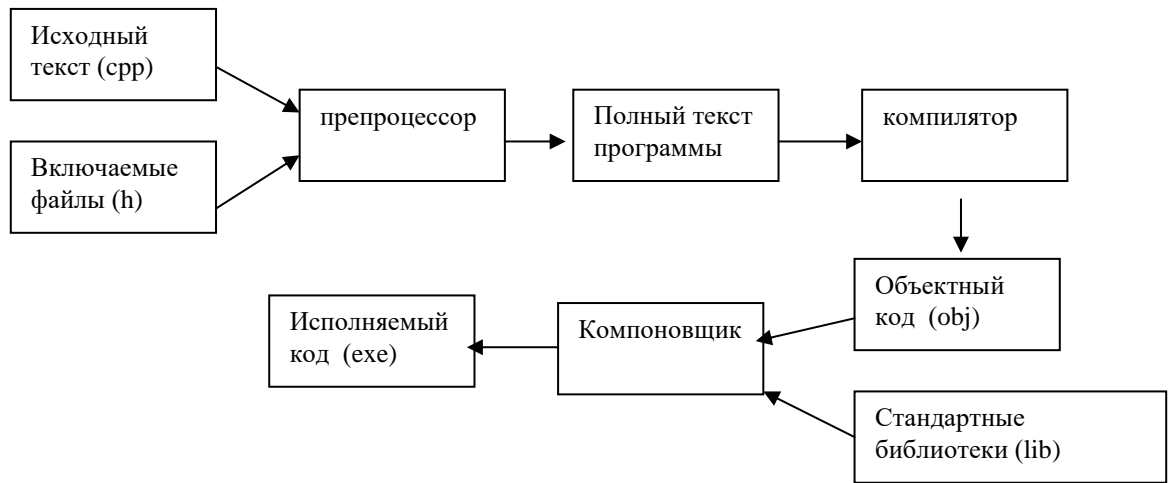 Исходный
текст (cpp)
Включаемые
файлы (h)
препроцессор
Полный текст
программы
компилятор
Объектный
код (obj)
Стандартные
библиотеки (lib)
Компоновщик
Исполняемый
код (exe)